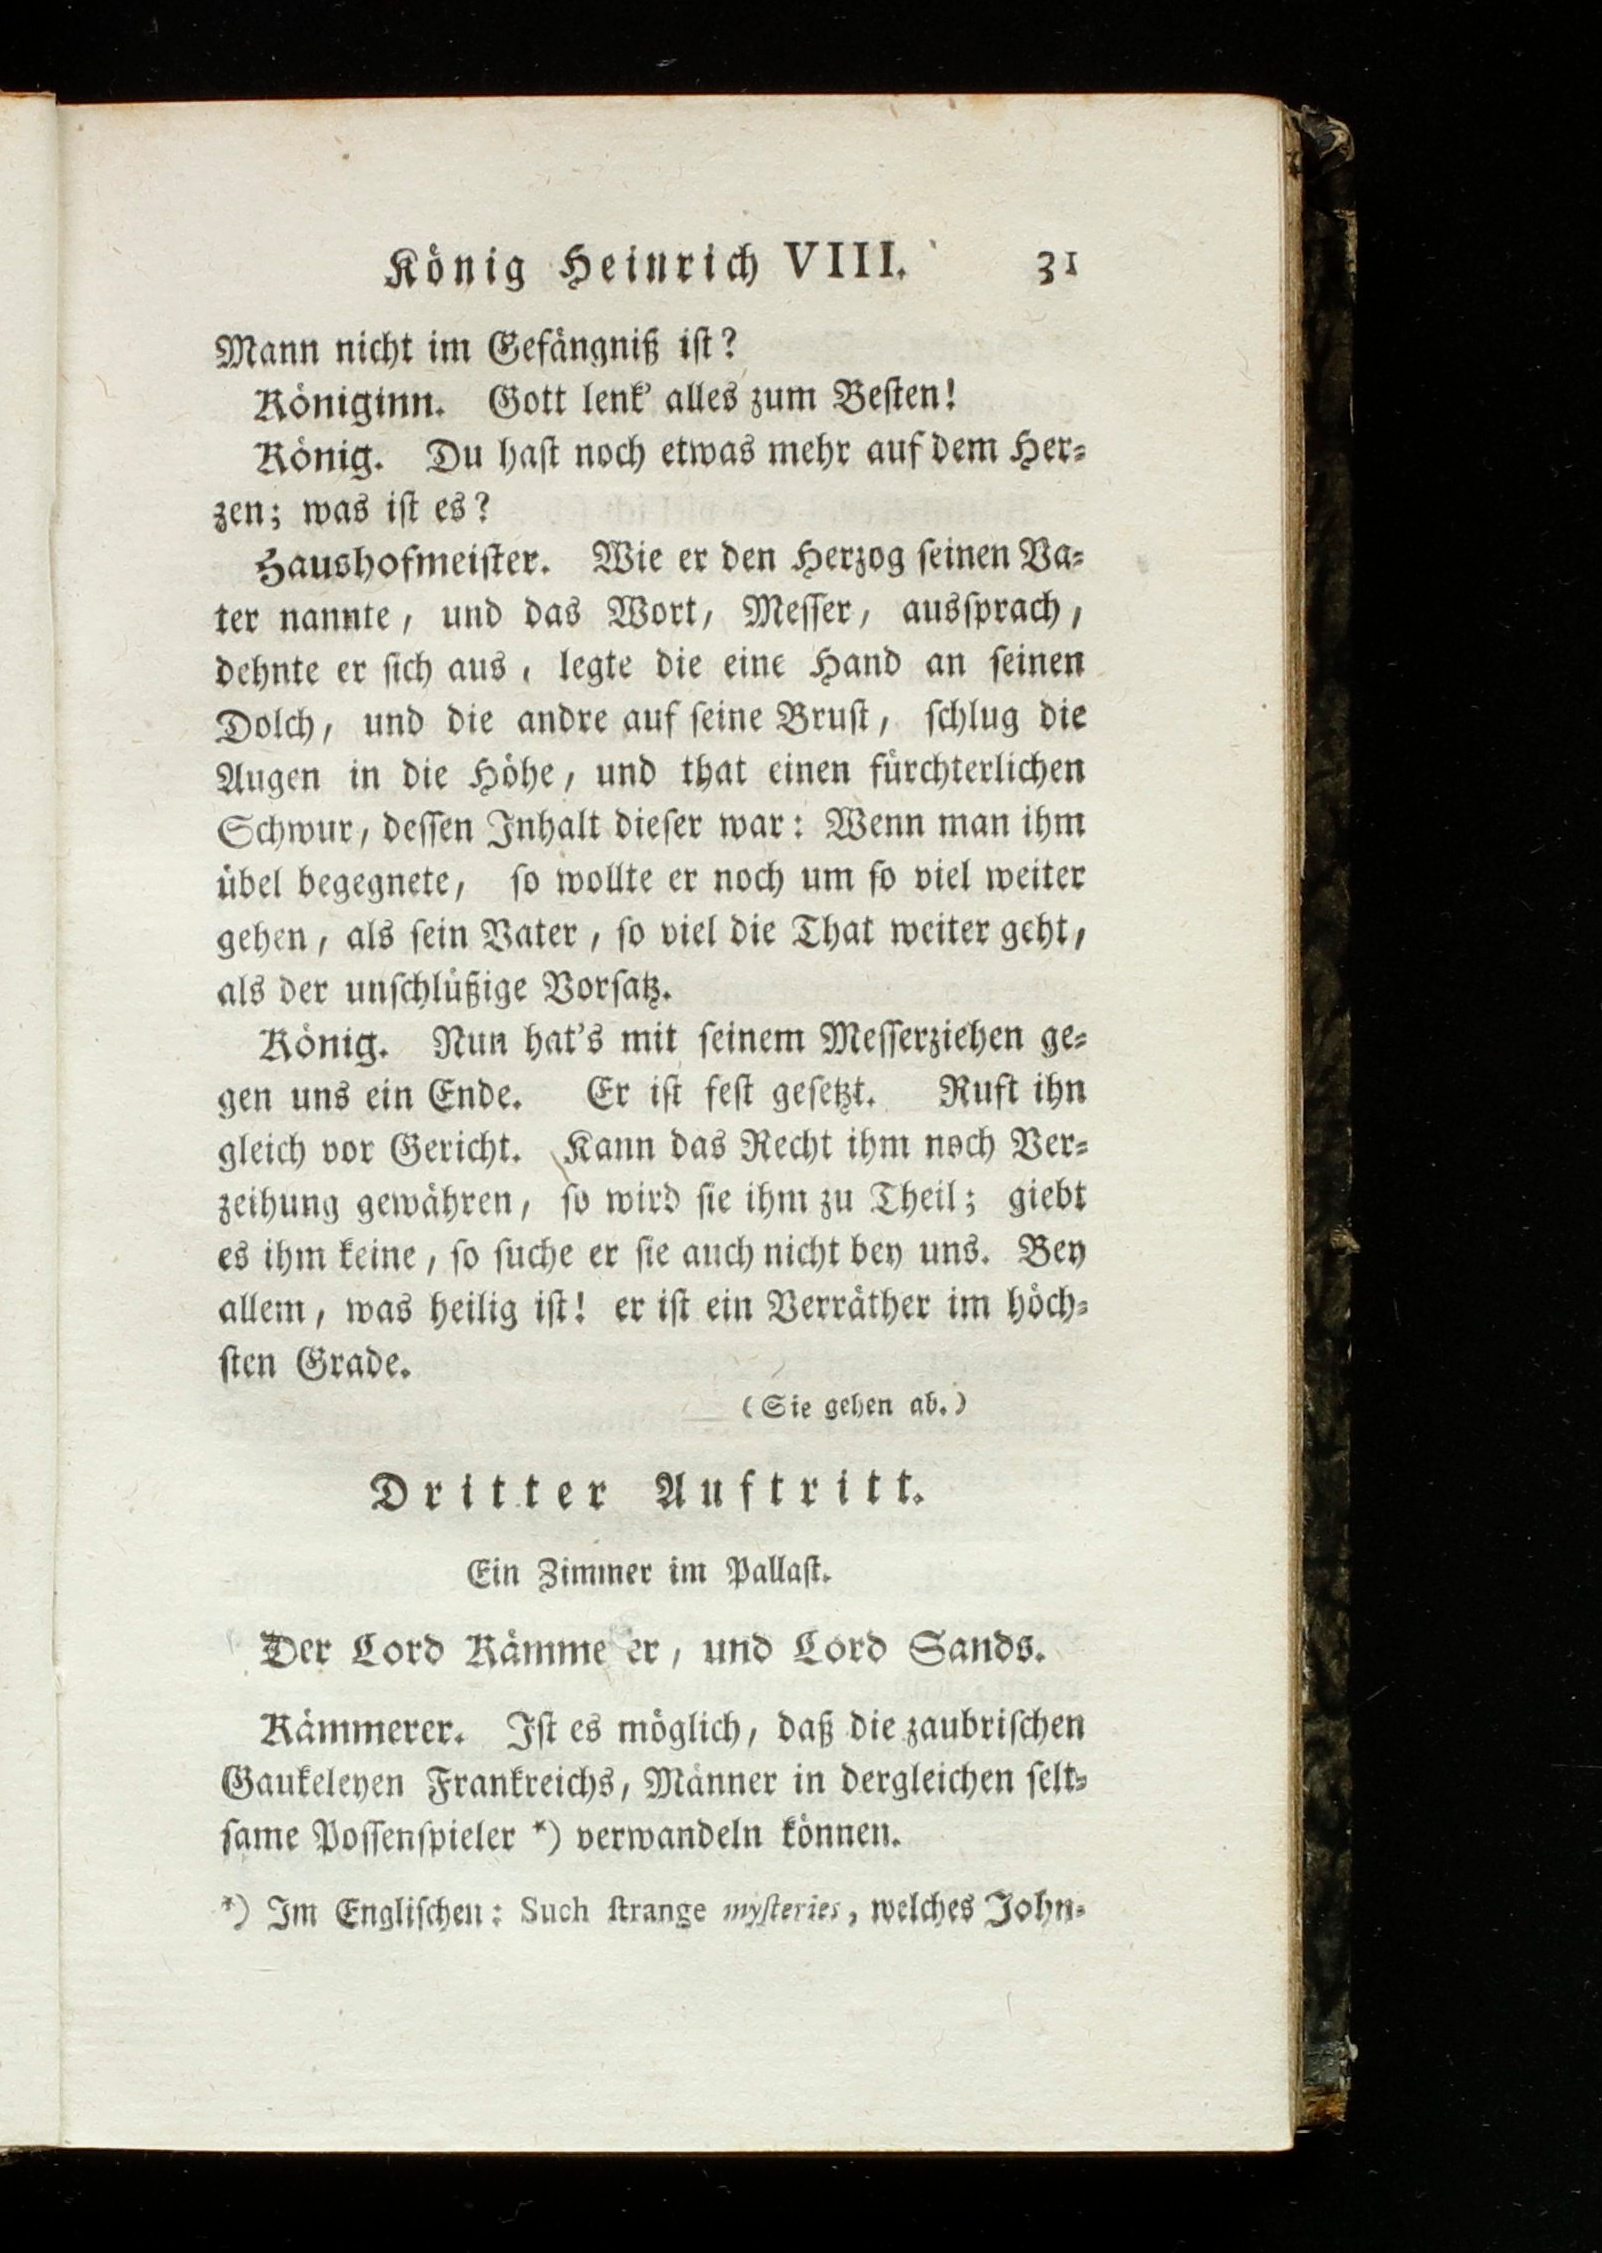 König Heinrich VIII. 31
Mann nicht im Gefängniß iſt?
Königinn. Gott lenk' alles zum Beſten!
König. Du haſt noch etwas mehr auf dem Her⸗
zen; was iſt es?
Haushofmeiſter. Wie er den Herzog ſeinen Va⸗
ter nannte, und das Wort, Meſſer, ausſprach,
dehnte er ſich aus, legte die eine Hand an ſeinen
Dolch, und die andre auf ſeine Bruſt, ſchlug die
Augen in die Höhe, und that einen fürchterlichen
Schwur, deſſen Inhalt dieſer war: Wenn man ihm
übel begegnete, ſo wollte er noch um ſo viel weiter
gehen, als ſein Vater, ſo viel die That weiter geht,
als der unſchlüßige Vorſatz.
König. Nun hat's mit ſeinem Meſſerziehen ge⸗
gen uns ein Ende. Er iſt feſt geſetzt. Ruft ihn
gleich vor Gericht. Kann das Recht ihm noch Ver⸗
zeihung gewähren, ſo wird ſie ihm zu Theil; giebt
es ihm keine, ſo ſuche er ſie auch nicht bey uns. Bey
allem, was heilig iſt! er iſt ein Verräther im höch⸗
ſten Grade.
(Sie gehen ab.)
Dritter Auftritt.
Ein Zimmer im Pallaſt.
Der Lord Kämme er, und Lord Sands.
Kämmerer. Iſt es möglich, daß die zaubriſchen
Gaukeleyen Frankreichs, Männer in dergleichen ſelt⸗
ſame Poſſenſpieler *) verwandeln können.
*) Im Engliſchen: Such ſtrange myſteries, welches John⸗